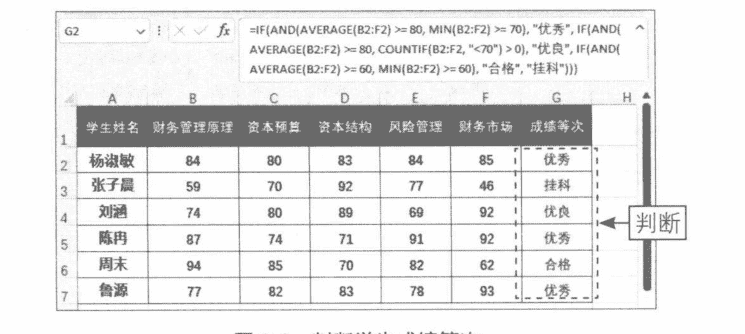 G2 fx =IF(AND(AVERAGE(B2:F2) >= 80, MIN(B2:F2) >= 70), "优秀", IF(AND(
AVERAGE(B2:F2) >= 80, COUNTIF(B2:F2, "<70") > 0), "优良", IF(AND(
AVERAGE(B2:F2) >= 60, MIN(B2:F2) >= 60), "合格", "挂科")))
A B C D E F G H
1 学生姓名 财务管理原理 资本预算 资本结构 风险管理 财务市场 成绩等次
2 杨淑敏 84 80 83 84 85 优秀
3 张子晨 59 70 92 77 46 挂科
4 刘涵 74 80 89 69 92 优良
5 陈冉 87 74 71 91 92 优秀
6 周末 94 85 70 82 62 合格
7 鲁源 77 82 83 78 93 优秀
判断